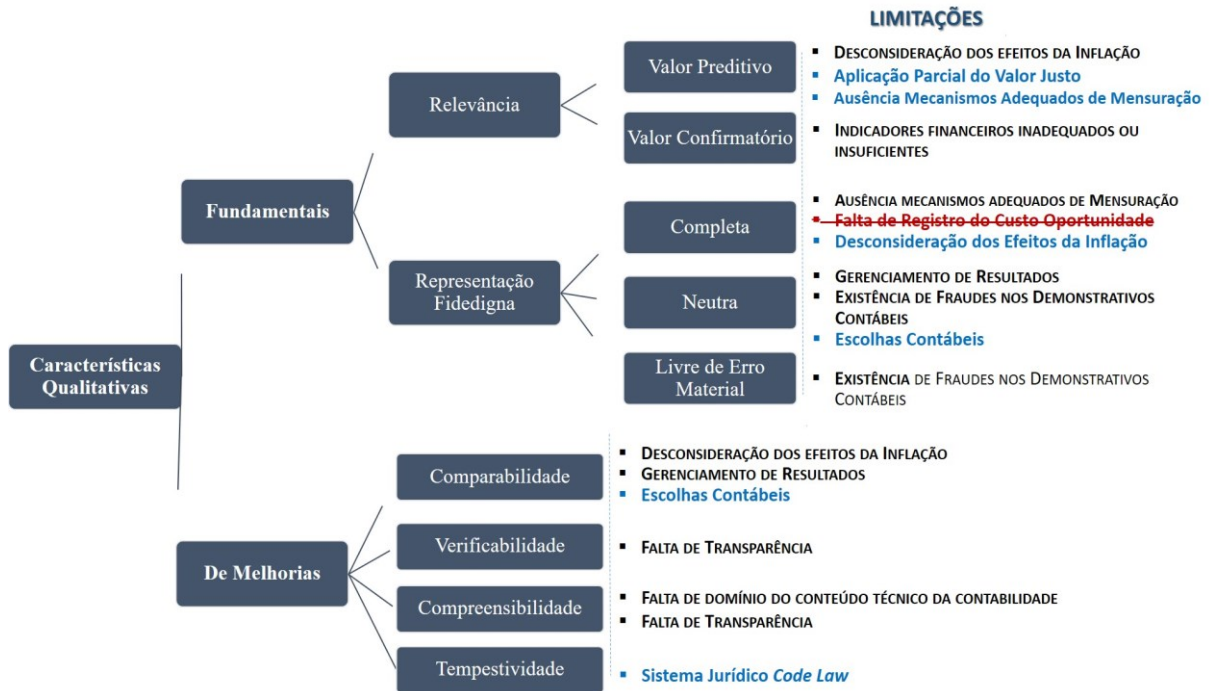 LIMITAÇÕES
Valor Preditivo
▪ DESCONSIDERAÇÃO DOS EFEITOS DA INFLAÇÃO
▪ Aplicação Parcial do Valor Justo
▪ Ausência Mecanismos Adequados de Mensuração
Relevância
Valor Confirmatório
▪ INDICADORES FINANCEIROS INADEQUADOS OU
INSUFICIENTES
Fundamentais
Completa
▪ AUSÊNCIA MECANISMOS ADEQUADOS DE MENSURAÇÃO
▪ Falta de Registro do Custo Oportunidade
▪ Desconsideração dos Efeitos da Inflação
Representação
Fidedigna
Neutra
▪ GERENCIAMENTO DE RESULTADOS
▪ EXISTÊNCIA DE FRAUDES NOS DEMONSTRATIVOS
CONTÁBEIS
▪ Escolhas Contábeis
Livre de Erro
Material
▪ EXISTÊNCIA DE FRAUDES NOS DEMONSTRATIVOS
CONTÁBEIS
Características
Qualitativas
Comparabilidade
▪ DESCONSIDERAÇÃO DOS EFEITOS DA INFLAÇÃO
▪ GERENCIAMENTO DE RESULTADOS
▪ Escolhas Contábeis
De Melhorias
Verificabilidade
▪ FALTA DE TRANSPARÊNCIA
Compreensibilidade
▪ FALTA DE DOMÍNIO DO CONTEÚDO TÉCNICO DA CONTABILIDADE
▪ FALTA DE TRANSPARÊNCIA
Tempestividade
▪ Sistema Jurídico Code Law